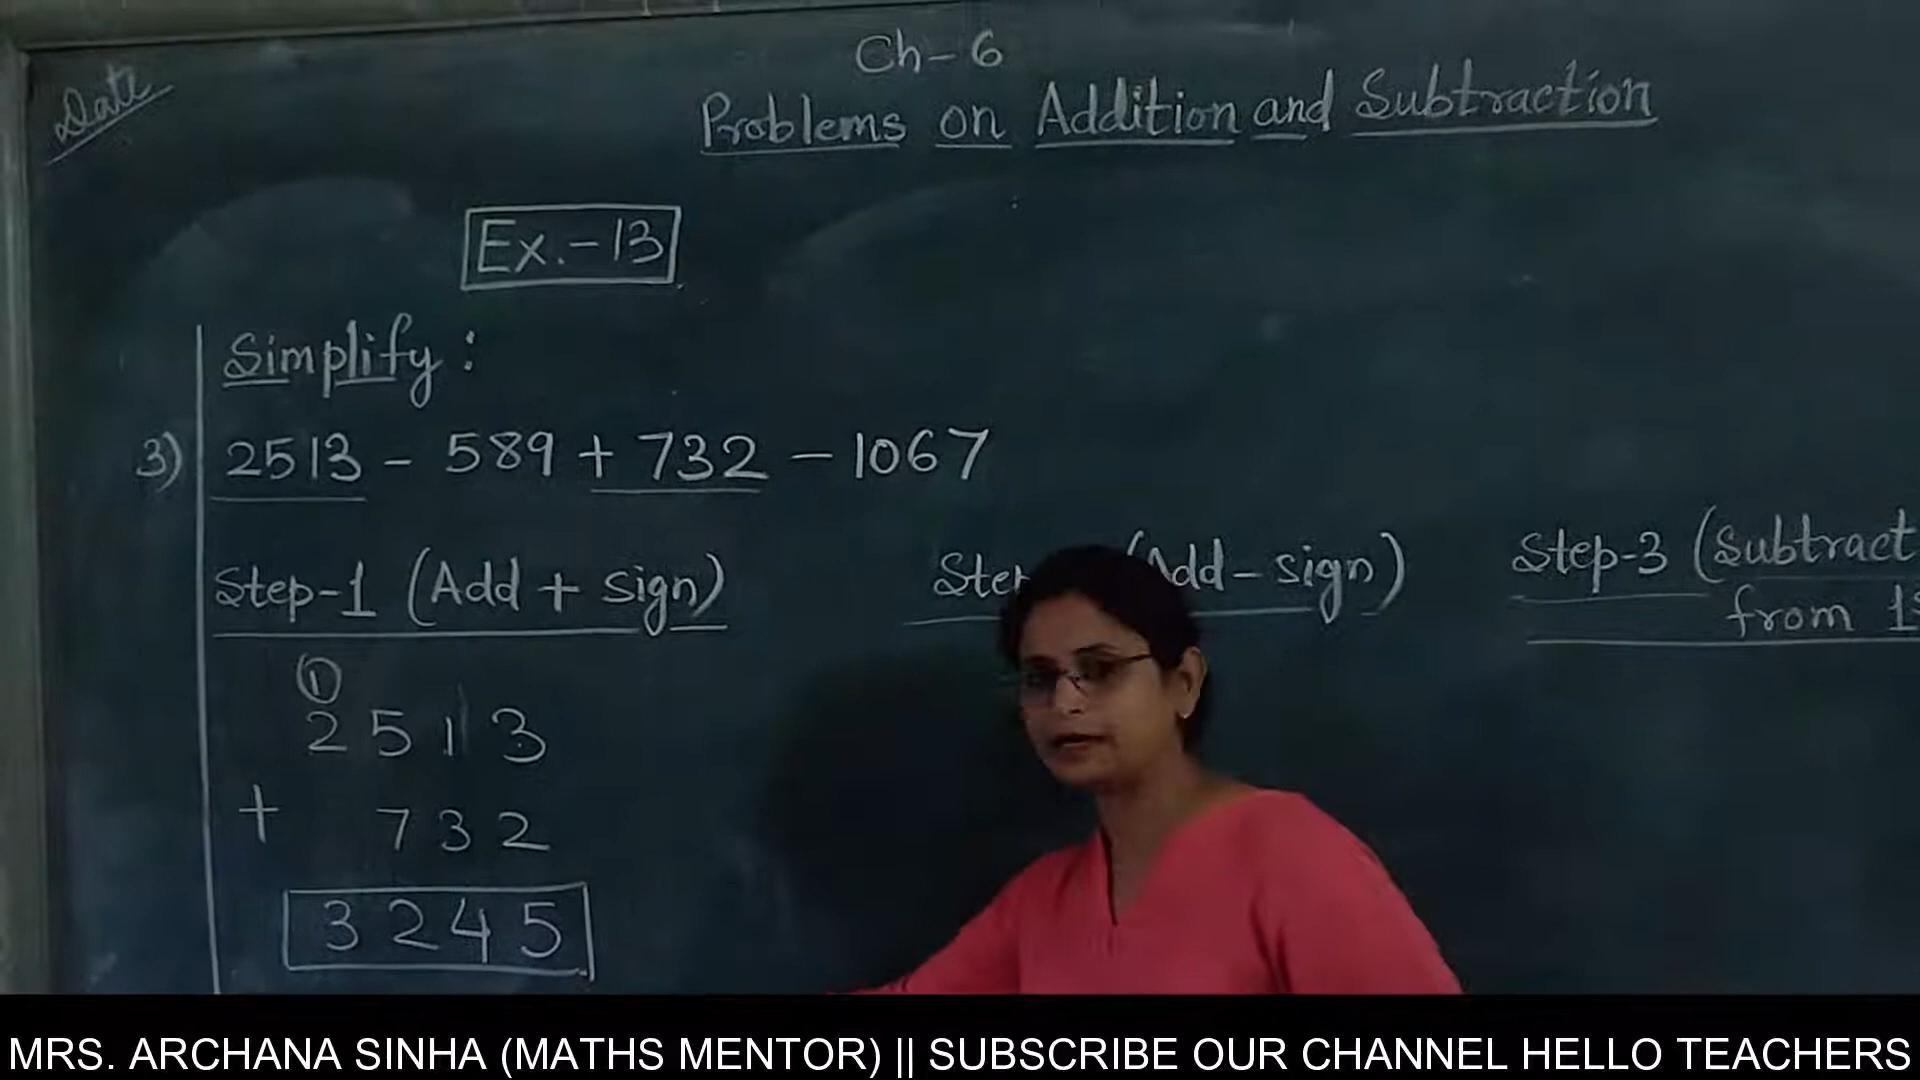 Date
Ch-6
Problems on Addition and Subtraction
Ex.-13
Simplify:
3) 2513 - 589 + 732 - 1067
Step-1 (Add + sign)
(Add - sign)
Step-3 (Subtract
from
1
2513
+ 732
3245
MRS. ARCHANA SINHA (MATHS MENTOR) || SUBSCRIBE OUR CHANNEL HELLO TEACHERS